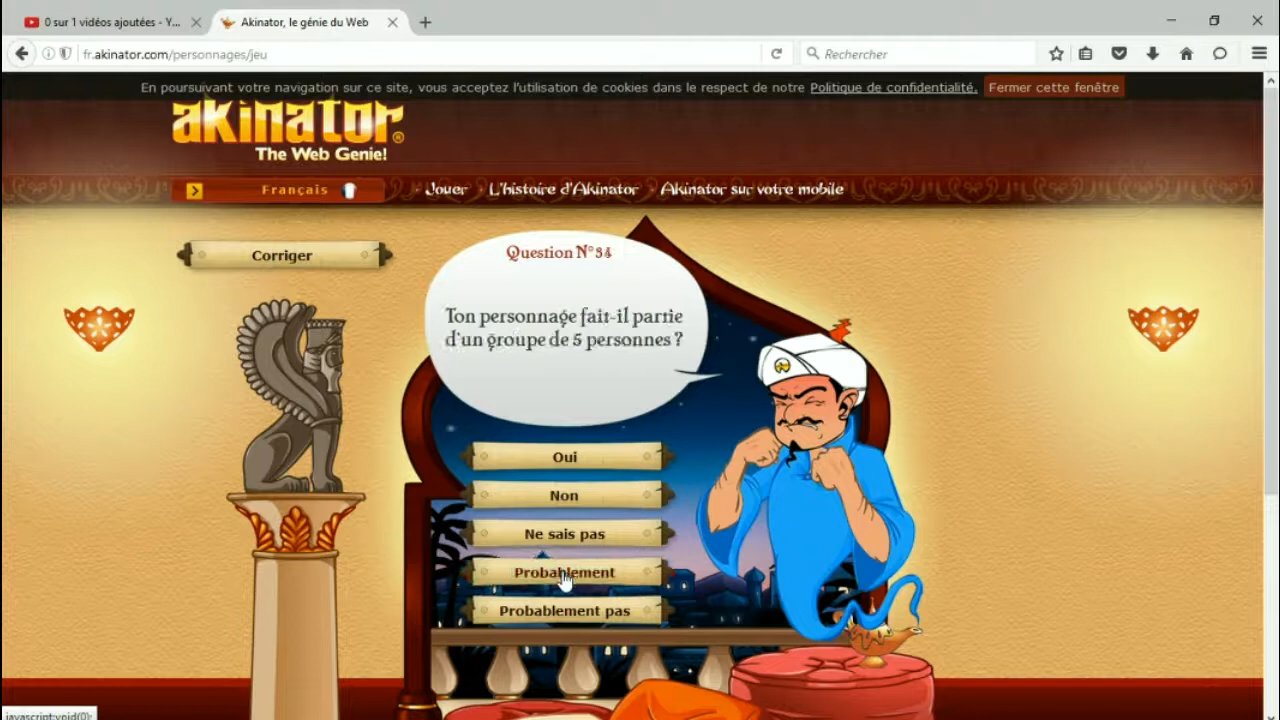 0 sur 1 vidéos ajoutées - Y...
Akinator, le génie du Web
fr.akinator.com/personnages/jeu
Rechercher
En poursuivant votre navigation sur ce site, vous acceptez l'utilisation de cookies dans le respect de notre Politique de confidentialité.
Fermer cette fenêtre
akinator®
The Web Genie!
Français
Jouer
L'histoire d'Akinator
Akinator sur votre mobile
Corriger
Question N°34
Ton personnage fait-il partie
d'un groupe de 5 personnes ?
Oui
Non
Ne sais pas
Probablement
Probablement pas
javascript:void(0);